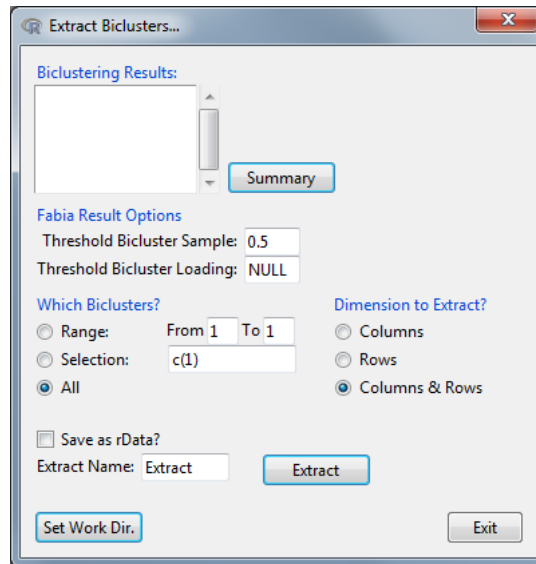 Extract Biclusters...
Biclustering Results:
Summary
Fabia Result Options
Threshold Bicluster Sample: 0.5
Threshold Bicluster Loading: NULL
Which Biclusters? Dimension to Extract?
Range: From 1 To 1 Columns
Selection: c(1) Rows
All Columns & Rows
Save as rData?
Extract Name: Extract Extract
Set Work Dir. Exit